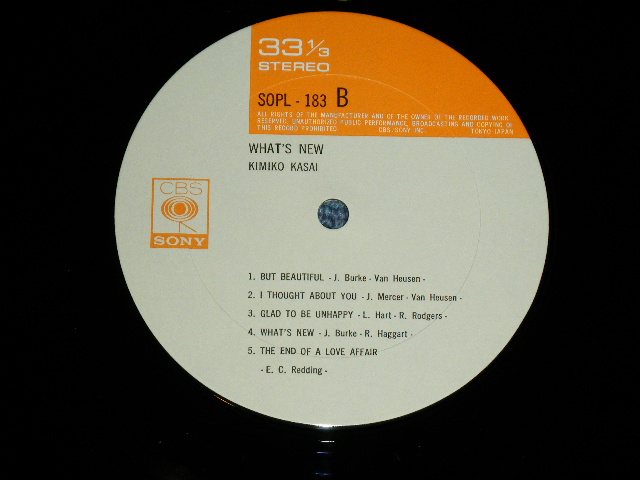 33 1/3
STEREO
SOPL - 183 B
ALL RIGHTS OF THE MANUFACTURER AND OF THE OWNER OF THE RECORDED WORK
RESERVED. UNAUTHORIZED PUBLIC PERFORMANCE, BROADCASTING AND COPYING OF
THIS RECORD PROHIBITED. CBS/SONY INC. TOKYO JAPAN
WHAT'S NEW
KIMIKO KASAI
CBS
SONY
1. BUT BEAUTIFUL - J. Burke - Van Heusen -
2. I THOUGHT ABOUT YOU - J. Mercer - Van Heusen -
3. GLAD TO BE UNHAPPY - L. Hart - R. Rodgers -
4. WHAT'S NEW - J. Burke - R. Haggart -
5. THE END OF A LOVE AFFAIR
- E. C. Redding -